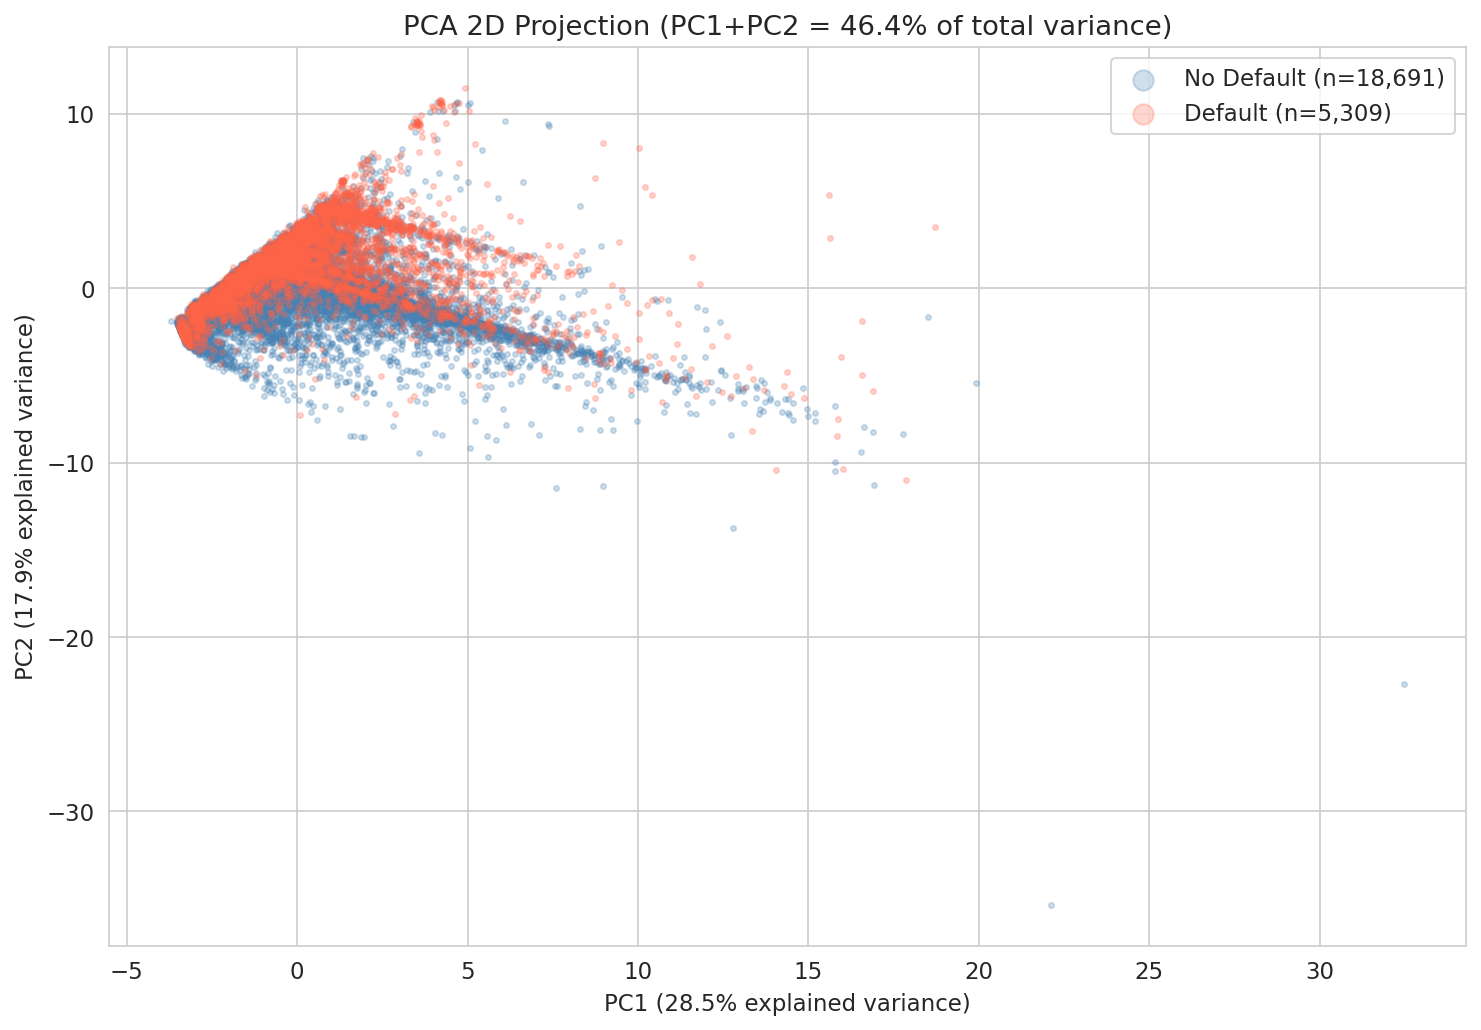 PCA 2D Projection (PC1+PC2 = 46.4% of total variance)
No Default (n=18,691)
Default (n=5,309)
PC2 (17.9% explained variance)
10
0
−10
−20
−30
−5
0
5
10
15
20
25
30
PC1 (28.5% explained variance)